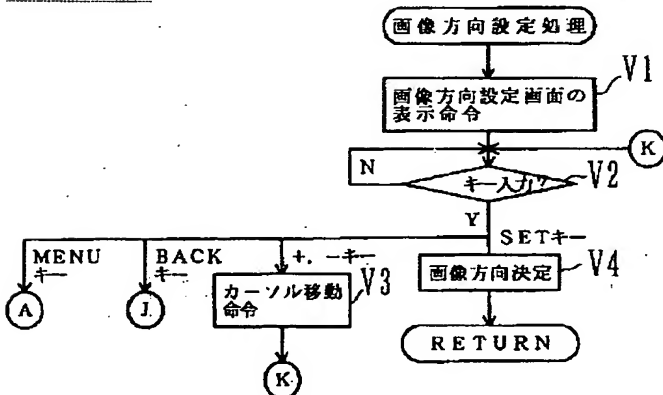 画像方向設定処理
V1
画像方向設定画面の
表示命令
K
N
キー入力?
V2
Y
MENU
キー
BACK
キー
+, −キー
SETキー
A
J
カーソル移動
命令
V3
画像方向決定
V4
RETURN
K